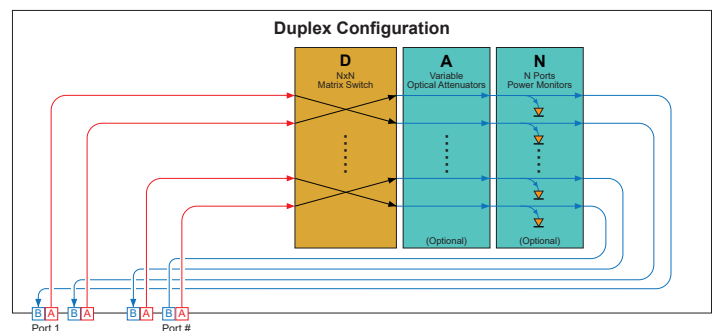 Duplex Configuration
D
NxN
Matrix Switch
A
Variable
Optical Attenuators
(Optional)
N
N Ports
Power Monitors
(Optional)
B A B A B A B A
Port 1 Port #